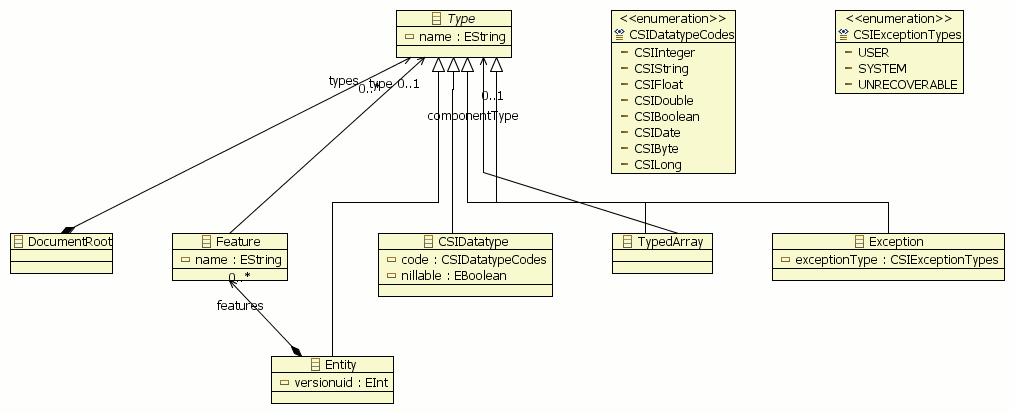 Type
name : EString
<<enumeration>>
CSIDatatypeCodes
CSIInteger
CSIString
CSIFloat
CSIDouble
CSIBoolean
CSIDate
CSIByte
CSILong
<<enumeration>>
CSIExceptionTypes
USER
SYSTEM
UNRECOVERABLE
types
0..*
type
0..1
0..1
componentType
DocumentRoot
Feature
name : EString
0..*
features
CSIDatatype
code : CSIDatatypeCodes
nillable : EBoolean
TypedArray
Exception
exceptionType : CSIExceptionTypes
Entity
versionuid : EInt